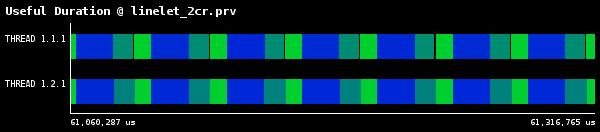 Useful Duration @ linelet_2cr.prv
THREAD 1.1.1
THREAD 1.2.1
61,060,287 us
61,316,765 us